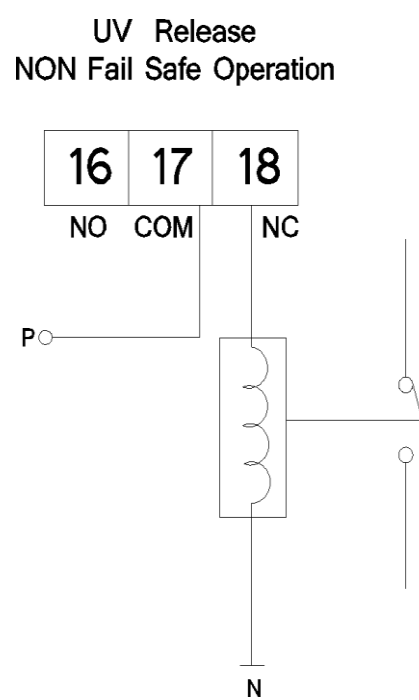 UV Release
NON Fail Safe Operation
16 17 18
NO COM NC
P
N